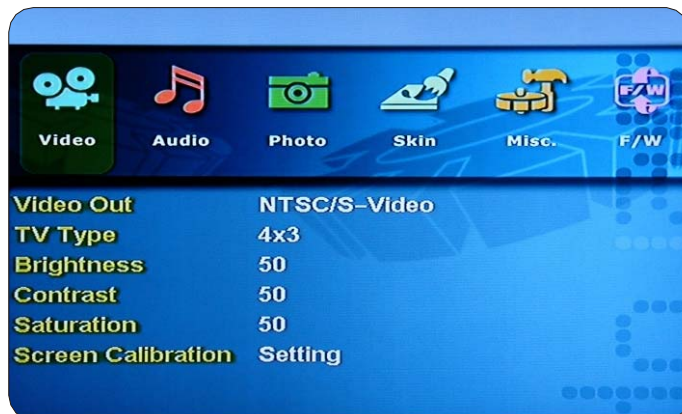 F/W
Video Audio Photo Skin Misc. F/W
Video Out NTSC/S-Video
TV Type 4x3
Brightness 50
Contrast 50
Saturation 50
Screen Calibration Setting